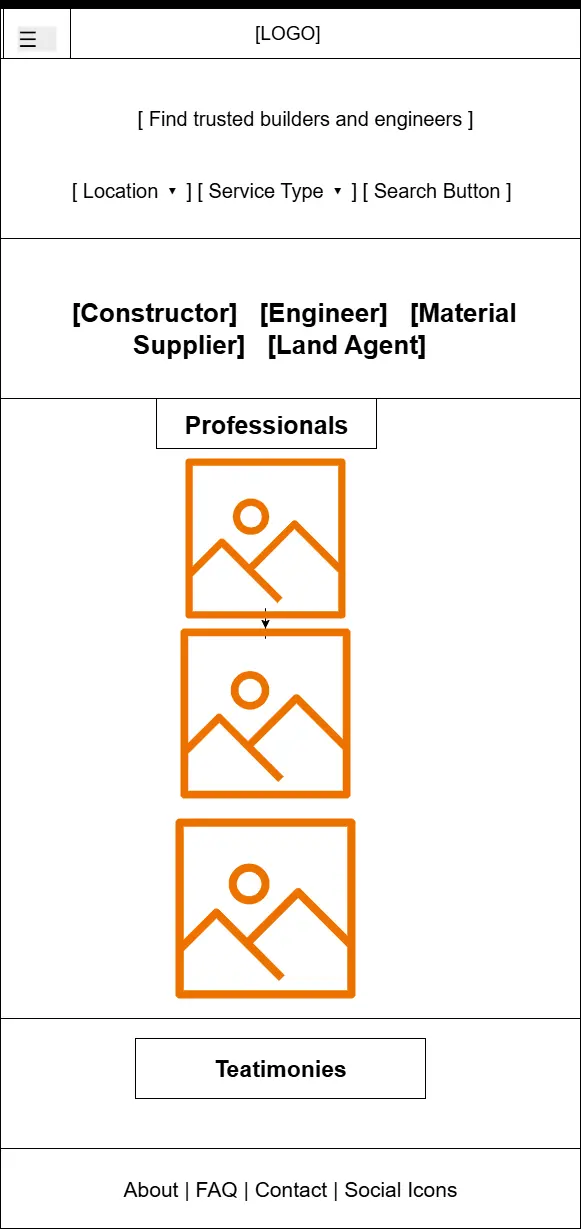 ☰ [LOGO]
[ Find trusted builders and engineers ]
[ Location ▼ ] [ Service Type ▼ ] [ Search Button ]
[Constructor] [Engineer] [Material
Supplier] [Land Agent]
Professionals
Teatimonies
About | FAQ | Contact | Social Icons